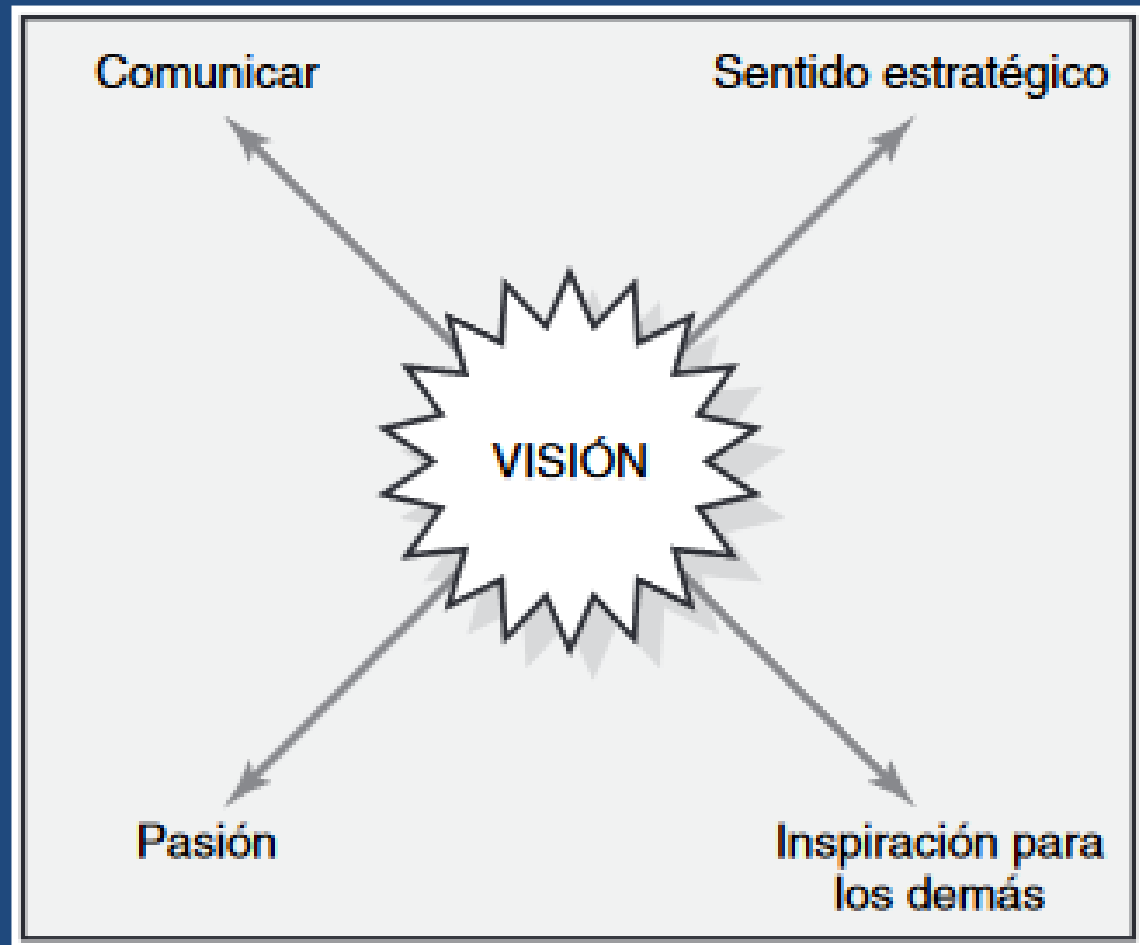 Comunicar
Sentido estratégico
VISIÓN
Pasión
Inspiración para
los demás